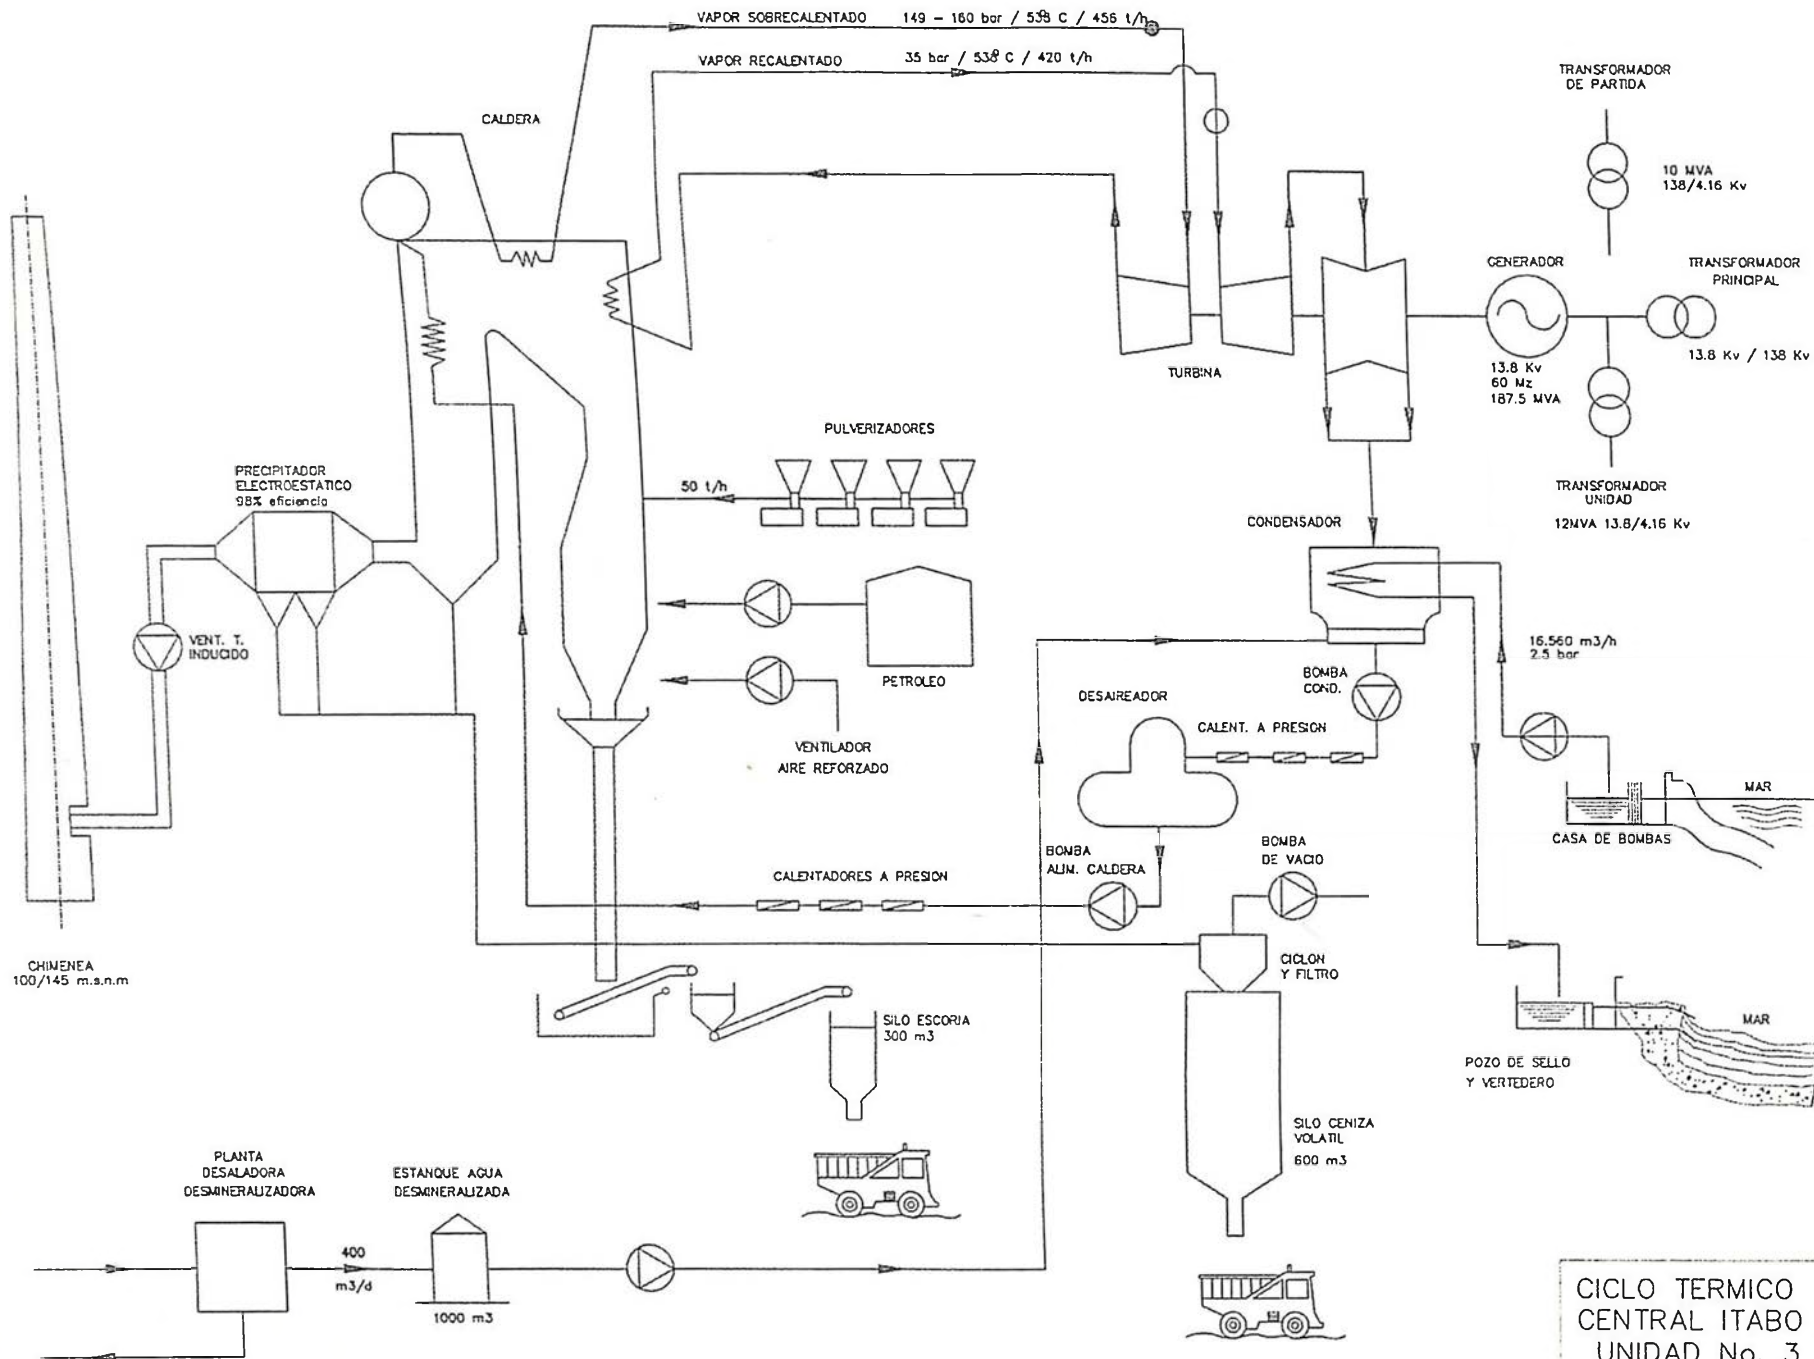 VAPOR SOBRECALENTADO 149 - 160 bar / 538° C / 456 t/h
VAPOR RECALENTADO 35 bar / 538° C / 420 t/h
TRANSFORMADOR
DE PARTIDA
CALDERA
10 MVA
138/4.16 Kv
GENERADOR
TRANSFORMADOR
PRINCIPAL
13.8 Kv / 138 Kv
TURBINA
13.8 Kv
60 Mz
187.5 MVA
PULVERIZADORES
PRECIPITADOR
ELECTROESTATICO
98% eficiencia
50 t/h
TRANSFORMADOR
UNIDAD
12MVA 13.8/4.16 Kv
CONDENSADOR
VENT. T.
INDUCIDO
16.560 m3/h
2.5 bar
PETROLEO
BOMBA
COND.
DESAIREADOR
CALENT. A PRESION
VENTILADOR
AIRE REFORZADO
MAR
CASA DE BOMBAS
BOMBA
ALIM. CALDERA
BOMBA
DE VACIO
CALENTADORES A PRESION
CHIMENEA
100/145 m.s.n.m
CICLON
Y FILTRO
SILO ESCORIA
300 m3
MAR
POZO DE SELLO
Y VERTEDERO
SILO CENIZA
VOLATIL
600 m3
PLANTA
DESALADORA
DESMINERALIZADORA
ESTANQUE AGUA
DESMINERALIZADA
400
m3/d
1000 m3
CICLO TERMICO
CENTRAL ITABO
UNIDAD No. 3